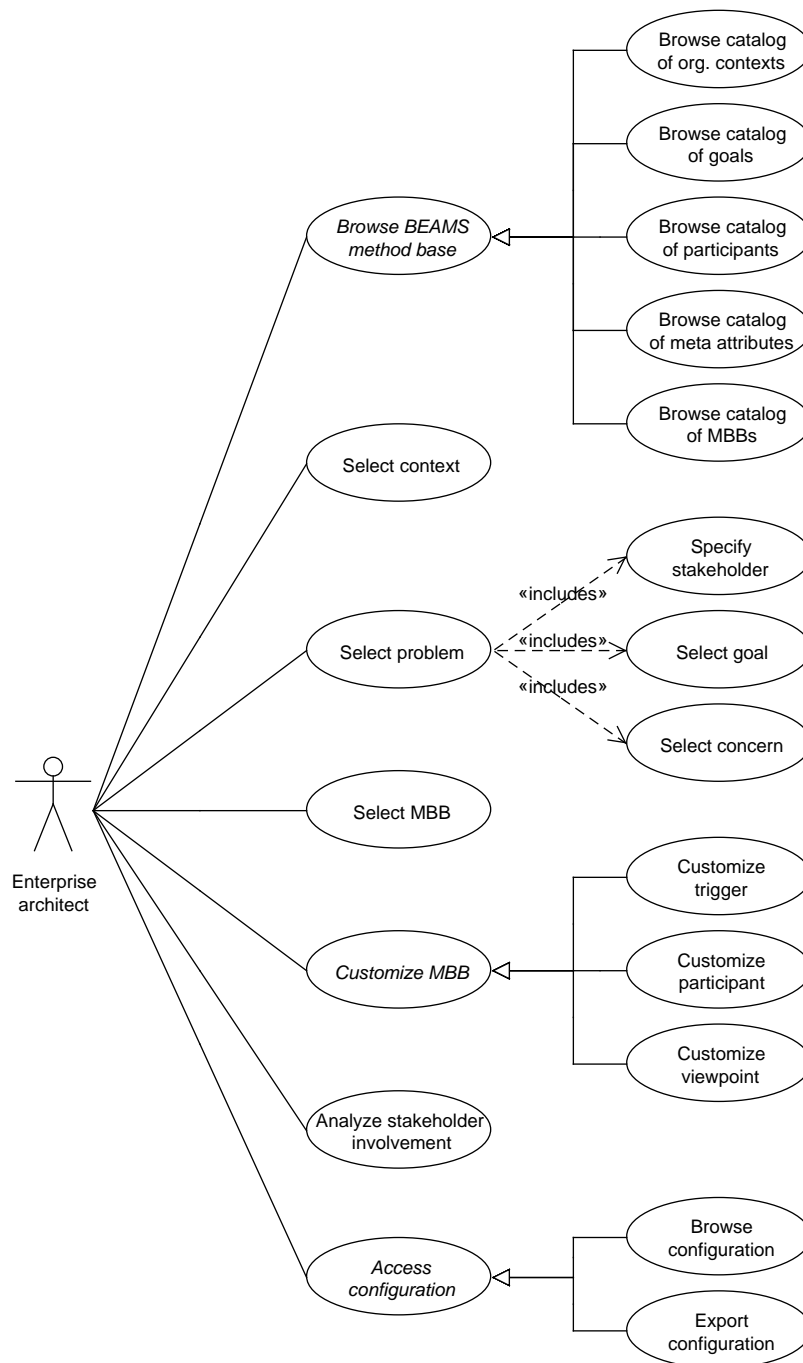 Browse catalog
of org. contexts
Browse catalog
of goals
Browse BEAMS
method base
Browse catalog
of participants
Browse catalog
of meta attributes
Browse catalog
of MBBs
Select context
Specify
stakeholder
«includes»
Select problem
«includes»
Select goal
«includes»
Select concern
Select MBB
Enterprise
architect
Customize
trigger
Customize MBB
Customize
participant
Customize
viewpoint
Analyze stakeholder
involvement
Browse
configuration
Access
configuration
Export
configuration